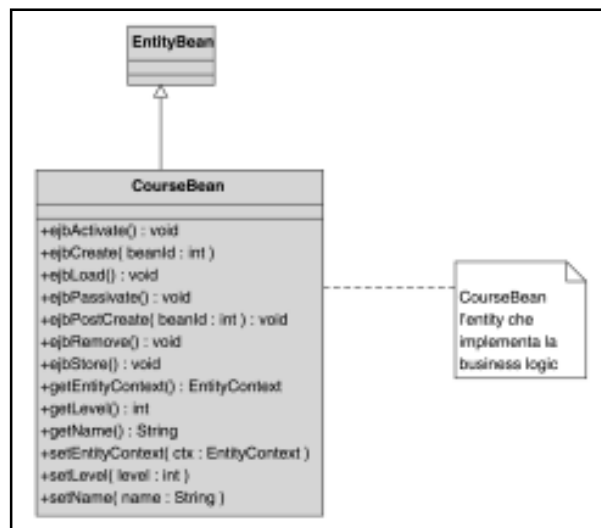 EntityBean
CourseBean
+ejbActivate() : void
+ejbCreate( beanId : int )
+ejbLoad() : void
+ejbPassivate() : void
+ejbPostCreate( beanId : int ) : void
+ejbRemove() : void
+ejbStore() : void
+getEntityContext() : EntityContext
+getLevel() : int
+getName() : String
+setEntityContext( ctx : EntityContext )
+setLevel( level : int )
+setName( name : String )
CourseBean
l'entity che
implementa la
business logic